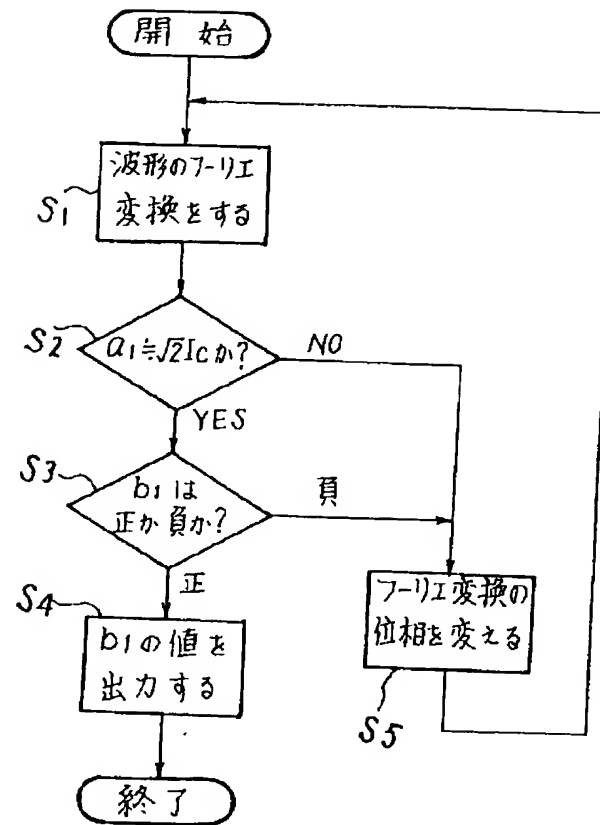 開始
S1
波形のフーリエ
変換をする
S2
a1≒√2Icか?
NO
YES
S3
b1は
正か負か?
負
正
S4
b1の値を
出力する
フーリエ変換の
位相を変える
S5
終了